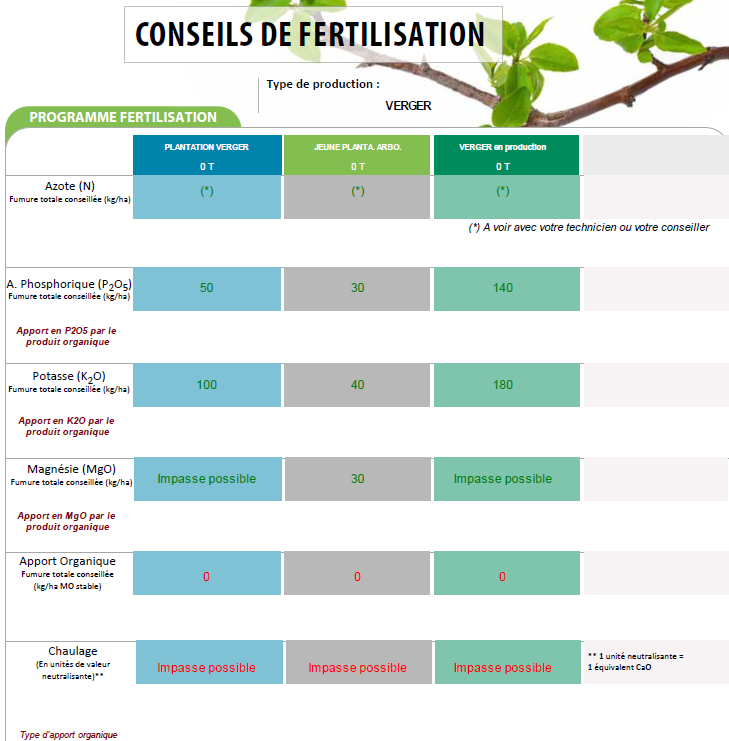 CONSEILS DE FERTILISATION
Type de production :
VERGER
PROGRAMME FERTILISATION
PLANTATION VERGER JEUNE PLANTA. ARBO. VERGER en production
0 T 0 T 0 T
Azote (N) (*) (*) (*)
Fumure totale conseillée (kg/ha)
(*) A voir avec votre technicien ou votre conseiller
A. Phosphorique (P2O5) 50 30 140
Fumure totale conseillée (kg/ha)
Apport en P2O5 par le
produit organique
Potasse (K2O) 100 40 180
Fumure totale conseillée (kg/ha)
Apport en K2O par le
produit organique
Magnésie (MgO) Impasse possible 30 Impasse possible
Fumure totale conseillée (kg/ha)
Apport en MgO par le
produit organique
Apport Organique
Fumure totale conseillée 0 0 0
(kg/ha MO stable)
Chaulage ** 1 unité neutralisante =
(En unités de valeur Impasse possible Impasse possible Impasse possible 1 équivalent CaO
neutralisante)**
Type d'apport organique